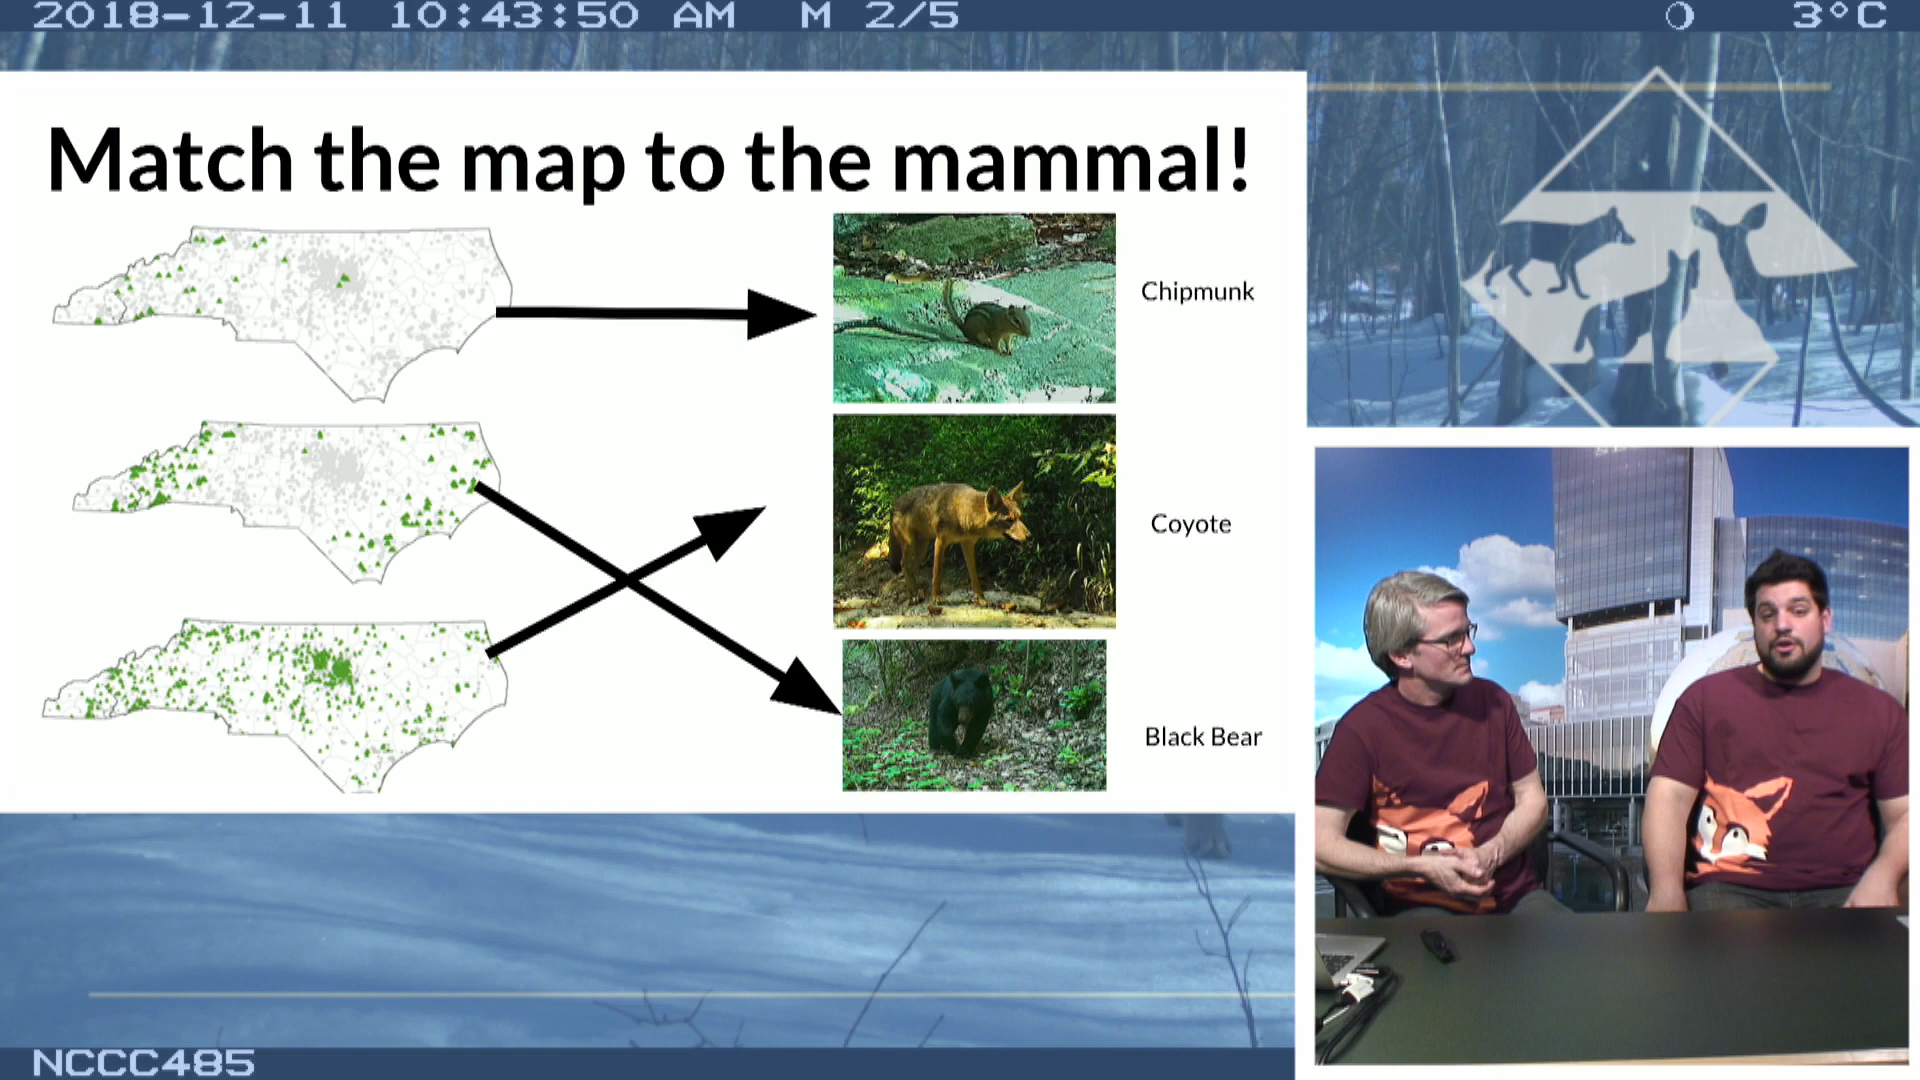 2018-12-11 10:43:50 AM M 2/5 3°C
Match the map to the mammal!
Chipmunk
Coyote
Black Bear
NCCC485